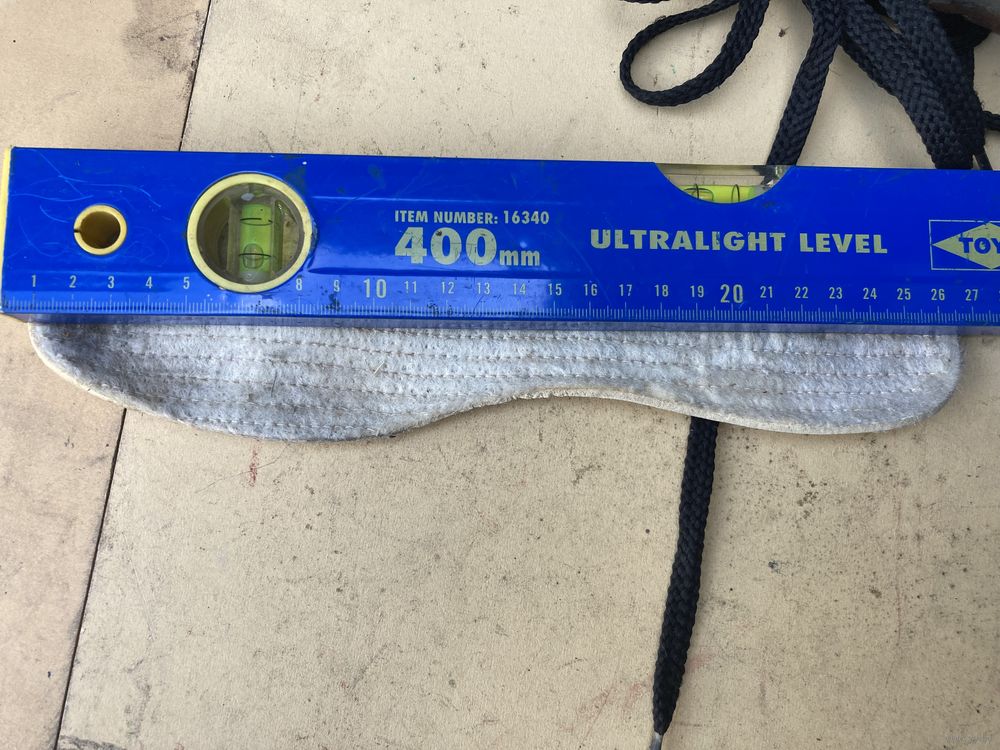 ITEM NUMBER: 16340
400mm
ULTRALIGHT LEVEL
TOY
1 2 3 4 5 8 9 10 11 12 13 14 15 16 17 18 19 20 21 22 23 24 25 26 27